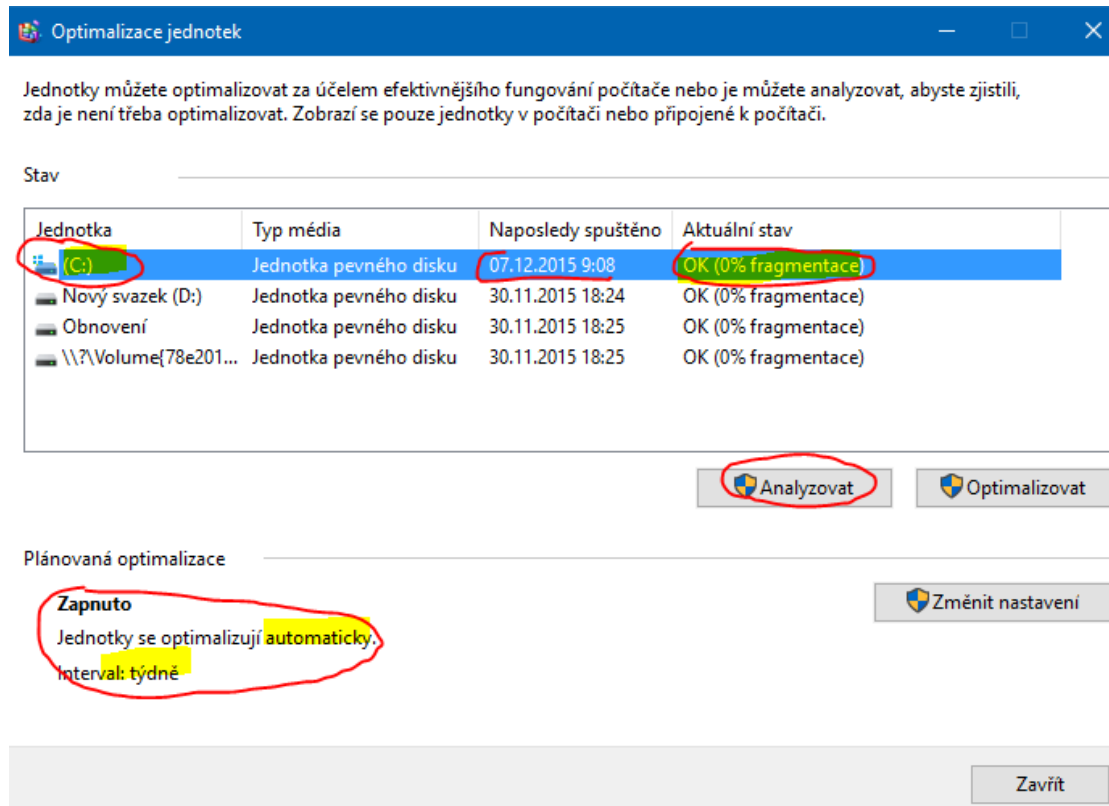 Optimalizace jednotek
Jednotky můžete optimalizovat za účelem efektivnějšího fungování počítače nebo je můžete analyzovat, abyste zjistili,
zda je není třeba optimalizovat. Zobrazí se pouze jednotky v počítači nebo připojené k počítači.
Stav
Jednotka Typ média Naposledy spuštěno Aktuální stav
(C:) Jednotka pevného disku 07.12.2015 9:08 OK (0% fragmentace)
Nový svazek (D:) Jednotka pevného disku 30.11.2015 18:24 OK (0% fragmentace)
Obnovení Jednotka pevného disku 30.11.2015 18:25 OK (0% fragmentace)
\\?\Volume{78e201... Jednotka pevného disku 30.11.2015 18:25 OK (0% fragmentace)
Analyzovat Optimalizovat
Plánovaná optimalizace
Zapnuto Změnit nastavení
Jednotky se optimalizují automaticky.
Interval: týdně
Zavřít